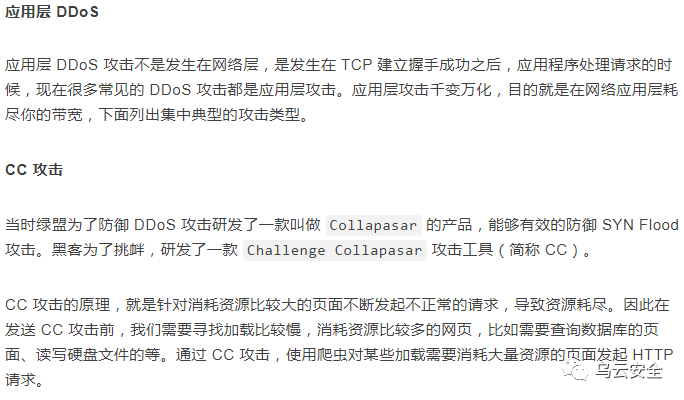 应用层 DDoS
应用层 DDoS 攻击不是发生在网络层，是发生在 TCP 建立握手成功之后，应用程序处理请求的时
候，现在很多常见的 DDoS 攻击都是应用层攻击。应用层攻击千变万化，目的就是在网络应用层耗
尽你的带宽，下面列出集中典型的攻击类型。
CC 攻击
当时绿盟为了防御 DDoS 攻击研发了一款叫做 Collapasar 的产品，能够有效的防御 SYN Flood
攻击。黑客为了挑衅，研发了一款 Challenge Collapasar 攻击工具（简称 CC）。
CC 攻击的原理，就是针对消耗资源比较大的页面不断发起不正常的请求，导致资源耗尽。因此在
发送 CC 攻击前，我们需要寻找加载比较慢，消耗资源比较多的网页，比如需要查询数据库的页
面、读写硬盘文件的等。通过 CC 攻击，使用爬虫对某些加载需要消耗大量资源的页面发起 HTTP
请求。
乌云安全